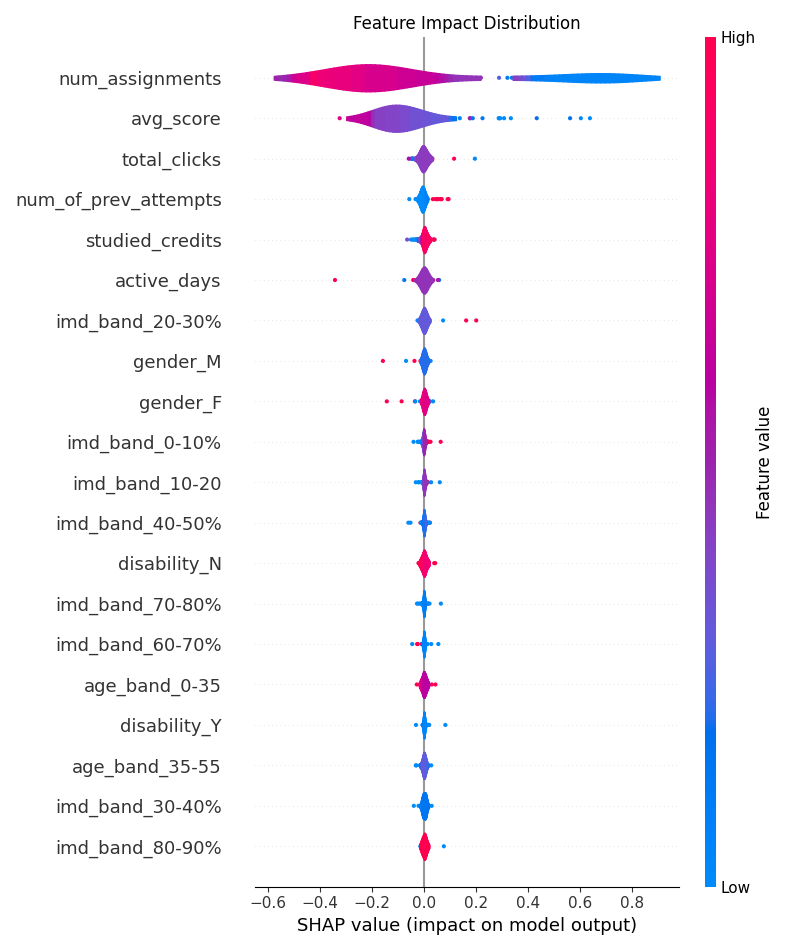 Feature Impact Distribution
High
num_assignments
avg_score
total_clicks
num_of_prev_attempts
studied_credits
active_days
imd_band_20-30%
gender_M
gender_F
imd_band_0-10%
imd_band_10-20
imd_band_40-50%
disability_N
imd_band_70-80%
imd_band_60-70%
age_band_0-35
disability_Y
age_band_35-55
imd_band_30-40%
imd_band_80-90%
Feature value
Low
−0.6 −0.4 −0.2 0.0 0.2 0.4 0.6 0.8
SHAP value (impact on model output)